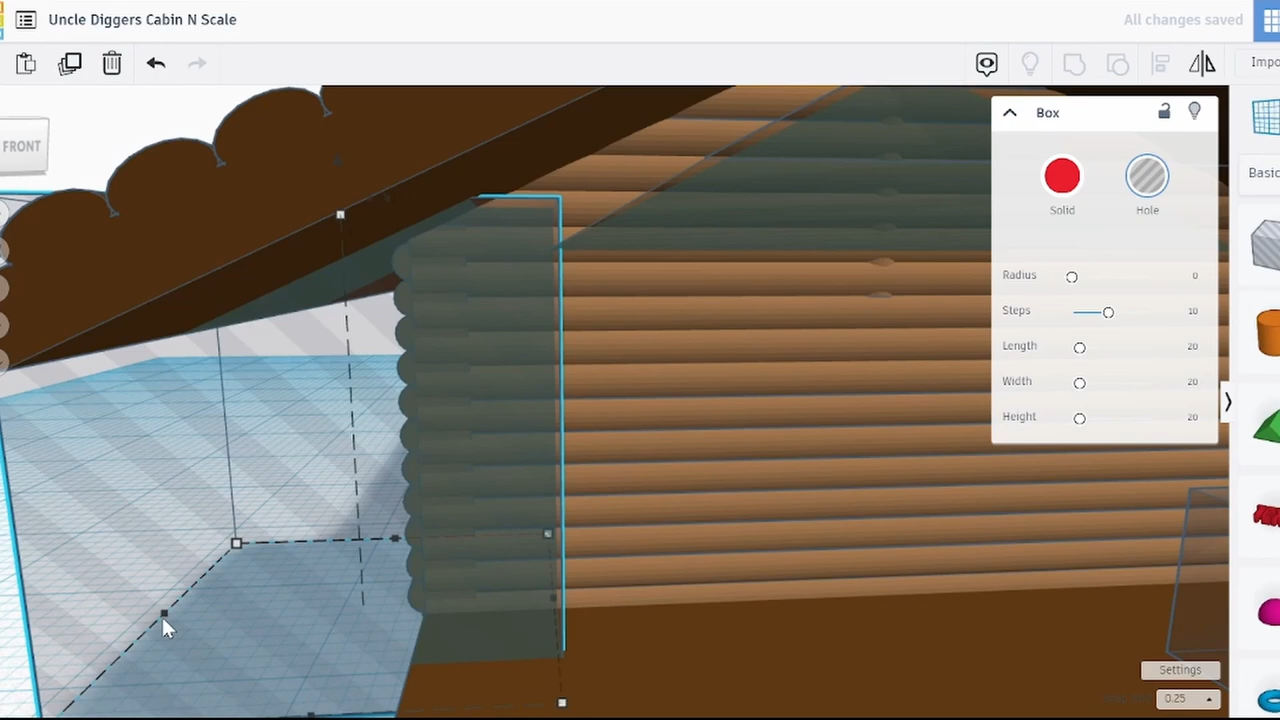 Uncle Diggers Cabin N Scale
All changes saved
Impo
FRONT
Box
Solid
Hole
Basic
Radius 0
Steps 10
Length 20
Width 20
Height 20
Settings
0.25